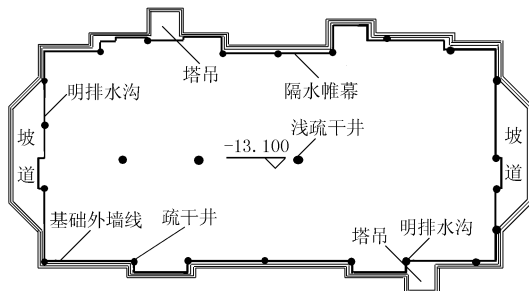 塔吊
明排水沟
隔水帷幕
坡道
浅疏干井
-13.100
坡道
基础外墙线
疏干井
塔吊
明排水沟